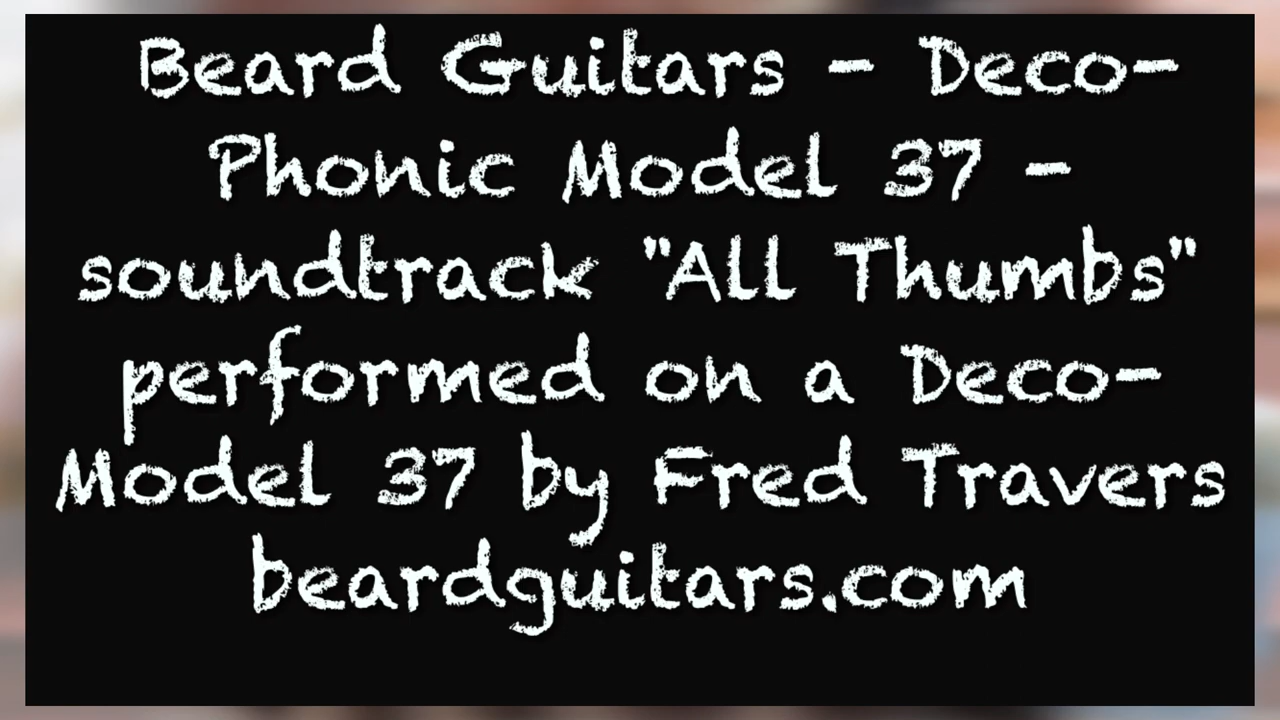 Beard Guitars - Deco-
Phonic Model 37 -
soundtrack "All Thumbs"
performed on a Deco-
Model 37 by Fred Travers
beardguitars.com